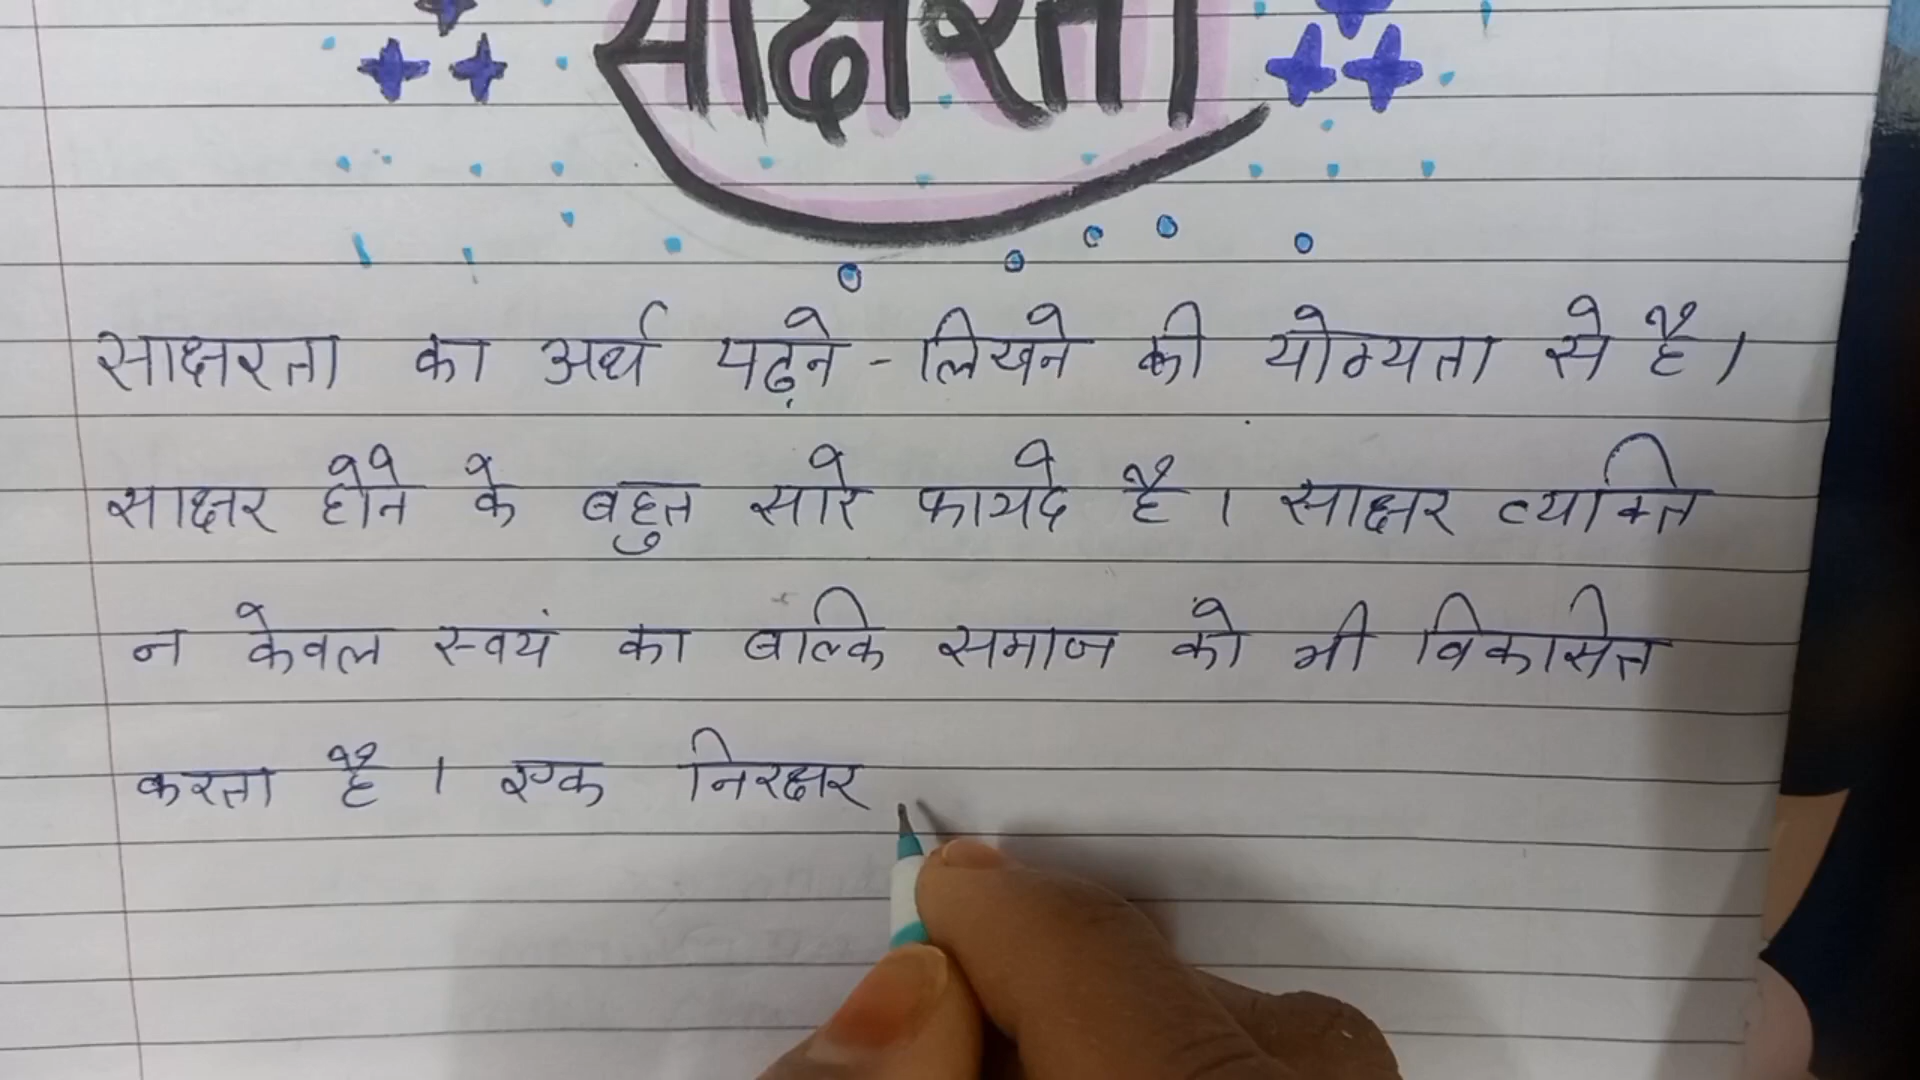 साक्षरता
साक्षरता का अर्थ पढ़ने - लिखने की योग्यता से है।
साक्षर होने के बहुत सारे फायदे है। साक्षर व्यक्ति
न केवल स्वयं का बल्कि समाज को भी विकसित
करता है। एक निरक्षर